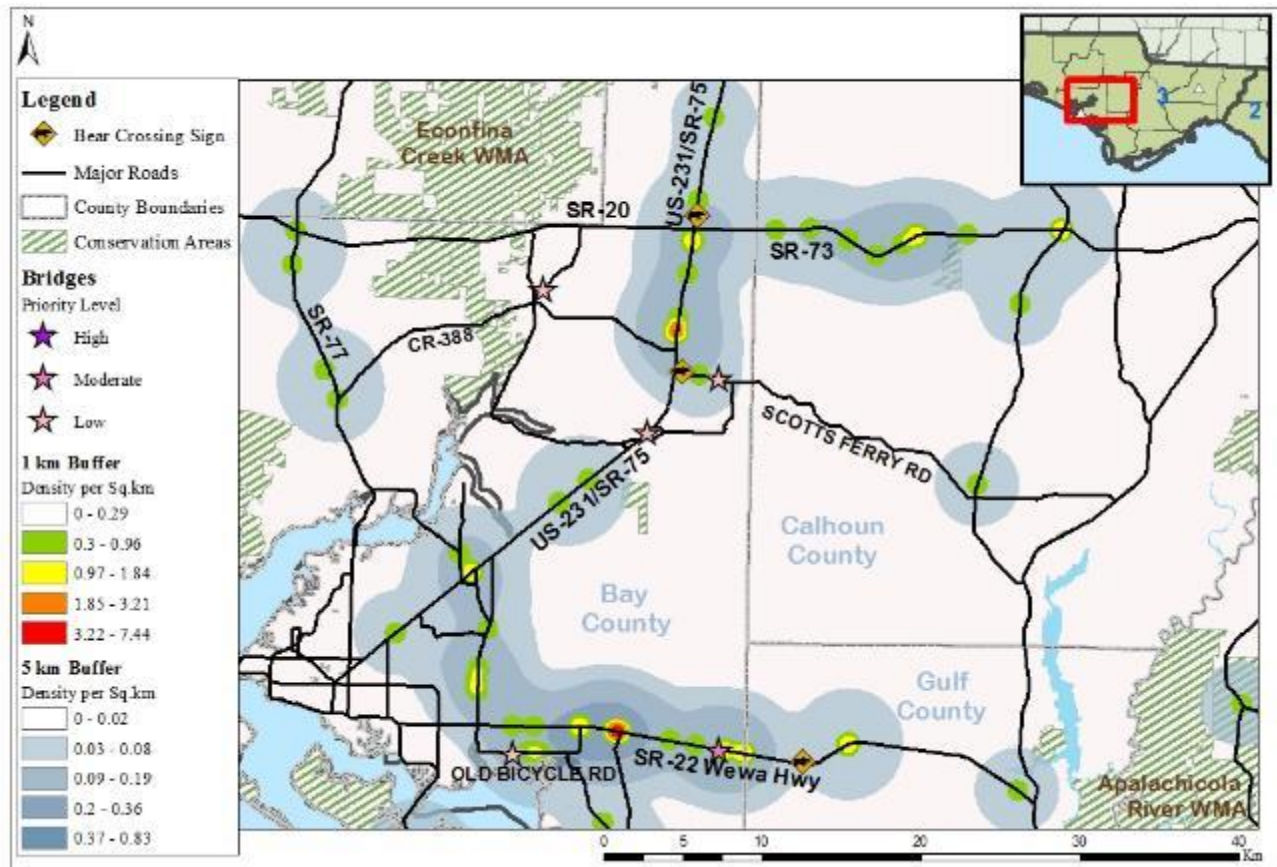 N
Legend
Bear Crossing Sign
Major Roads
County Boundaries
Conservation Areas
Bridges
Priority Level
High
Moderate
Low
1 km Buffer
Density per Sq.km
0 - 0.29
0.3 - 0.96
0.97 - 1.84
1.85 - 3.21
3.22 - 7.44
5 km Buffer
Density per Sq.km
0 - 0.02
0.03 - 0.08
0.09 - 0.19
0.2 - 0.36
0.37 - 0.83
Econfina
Creek WMA
US-231/SR-75
3
2
SR-20
SR-73
SR-77
CR-388
SCOTTS FERRY RD
US-231/SR-75
Calhoun
County
Bay
County
Gulf
County
OLD BICYCLE RD
SR-22 Wewa Hwy
Apalachicola
River WMA
0 5 10 20 30 40
Km